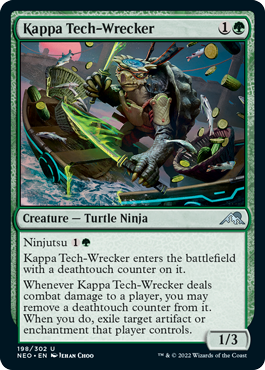 Kappa Tech-Wrecker 1
Creature — Turtle Ninja
Ninjutsu 1
Kappa Tech-Wrecker enters the battlefield
with a deathtouch counter on it.
Whenever Kappa Tech-Wrecker deals
combat damage to a player, you may
remove a deathtouch counter from it.
When you do, exile target artifact or
enchantment that player controls.
1/3
198/302 U
NEO • EN JEHAN CHOO
™ & © 2022 Wizards of the Coast